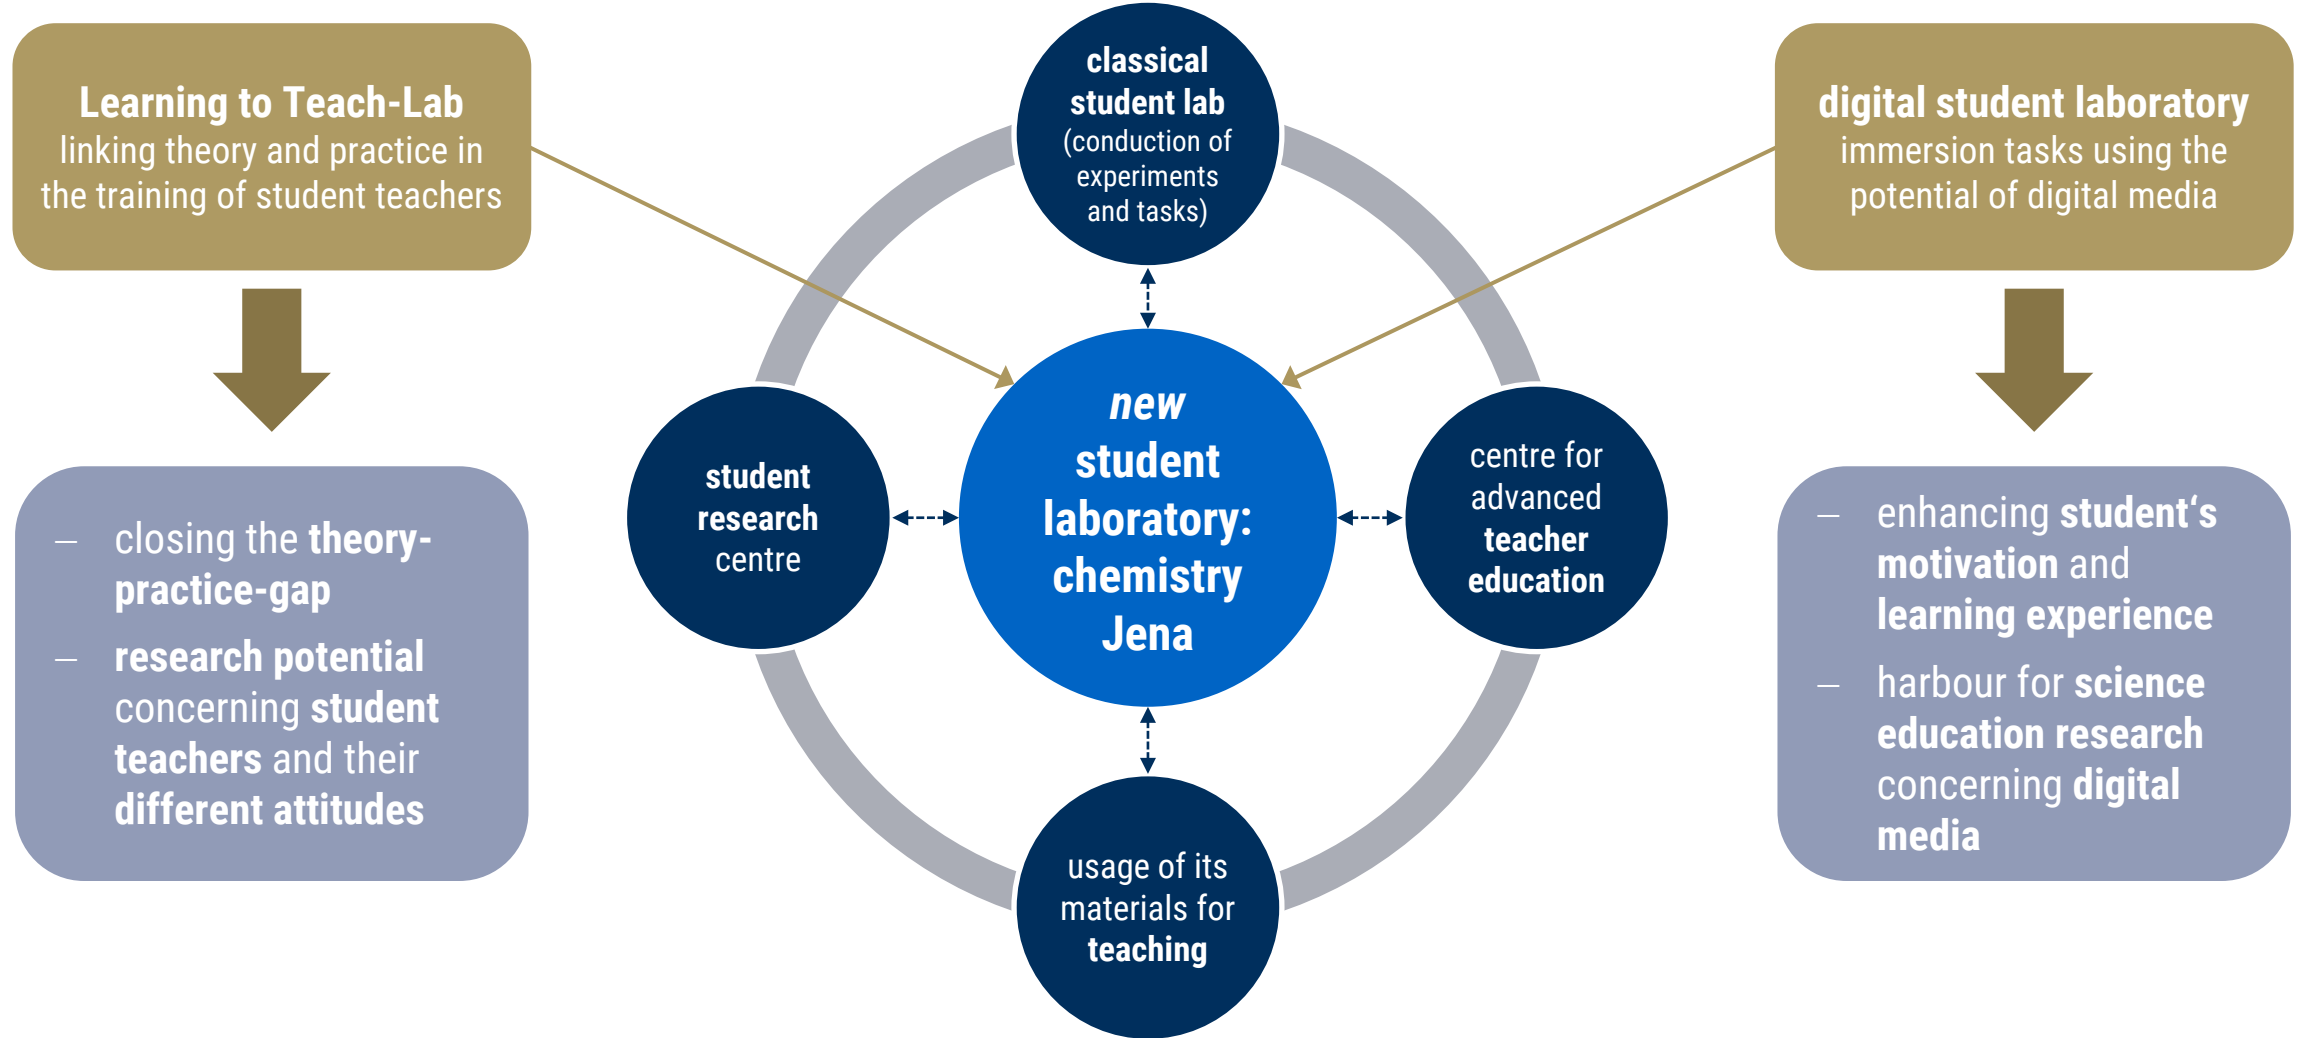 Learning to Teach-Lab
linking theory and practice in
the training of student teachers
– closing the theory-
practice-gap
– research potential
concerning student
teachers and their
different attitudes
classical
student lab
(conduction of
experiments
and tasks)
student
research
centre
new
student
laboratory:
chemistry
Jena
centre for
advanced
teacher
education
usage of its
materials for
teaching
digital student laboratory
immersion tasks using the
potential of digital media
– enhancing student‘s
motivation and
learning experience
– harbour for science
education research
concerning digital
media